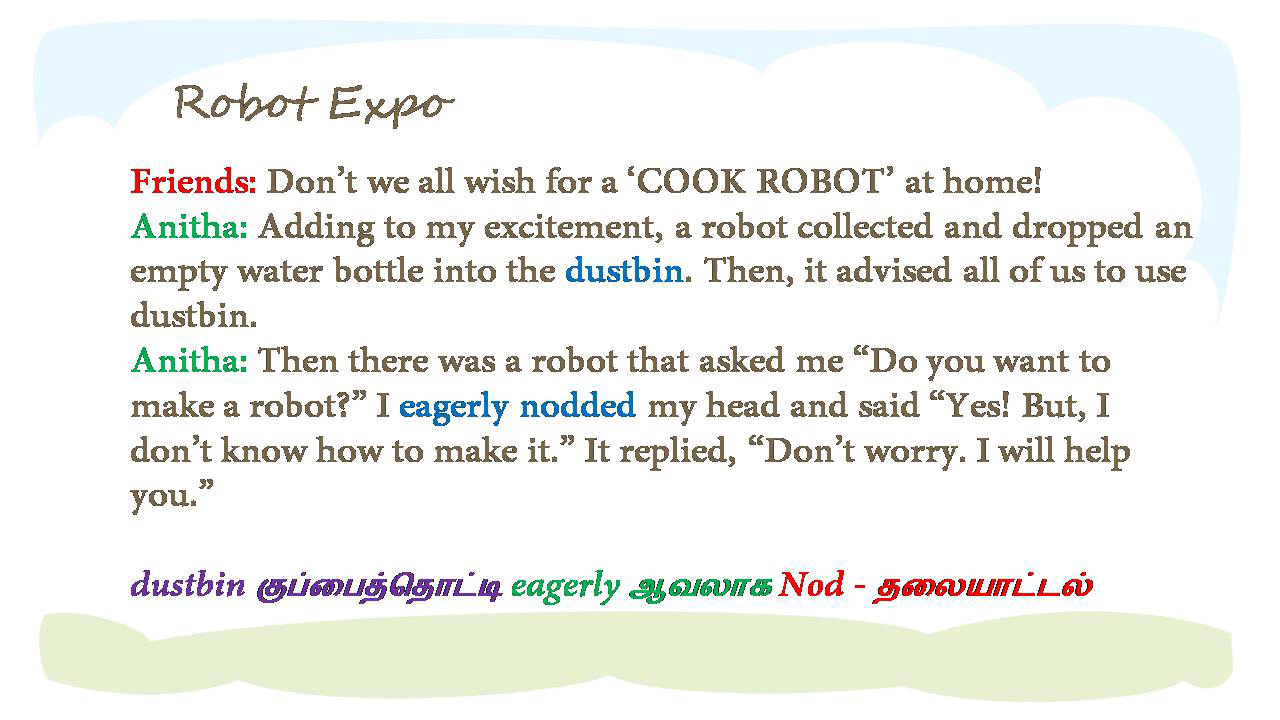 Robot Expo
Friends: Don’t we all wish for a ‘COOK ROBOT’ at home!
Anitha: Adding to my excitement, a robot collected and dropped an
empty water bottle into the dustbin. Then, it advised all of us to use
dustbin.
Anitha: Then there was a robot that asked me “Do you want to
make a robot?” I eagerly nodded my head and said “Yes! But, I
don’t know how to make it.” It replied, “Don’t worry. I will help
you.”
dustbin குப்பைத்தொட்டி eagerly ஆவலாக Nod - தலையாட்டல்